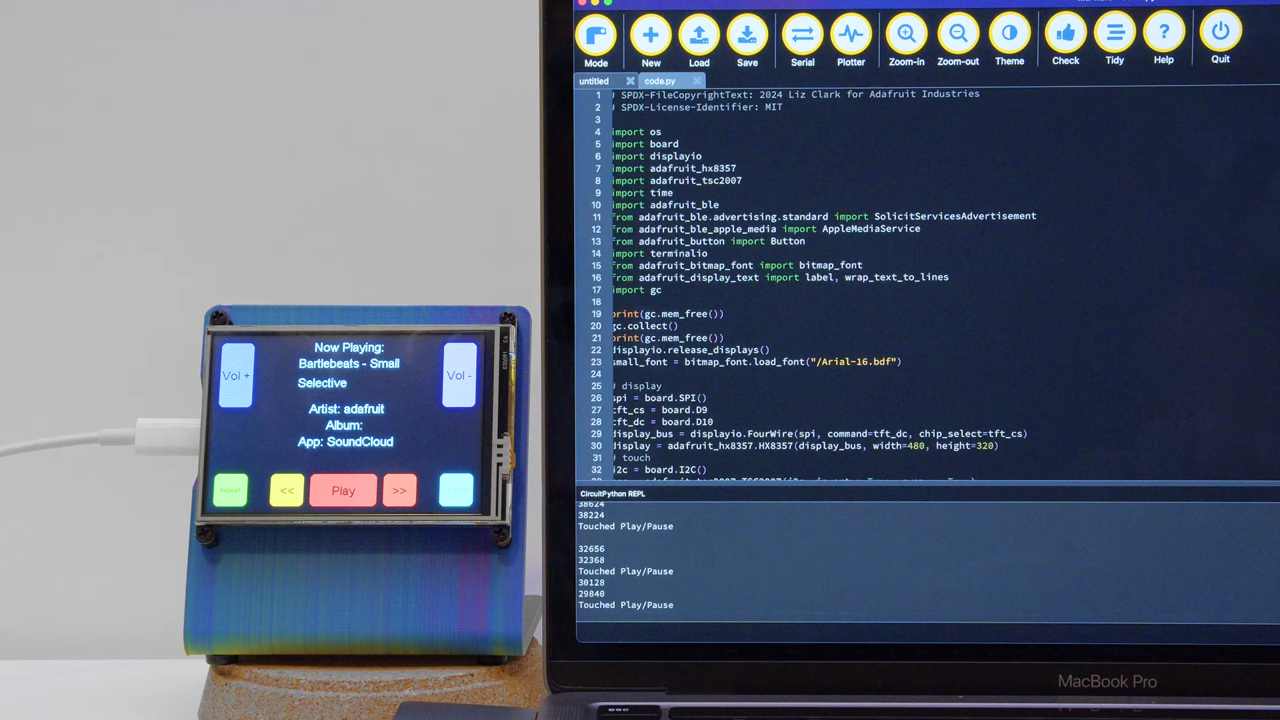 Now Playing:
Bartlebeats - Small
Selective
Vol +
Vol -
Artist: adafruit
Album:
App: SoundCloud
Repeat
<<
Play
>>
Mode
New
Load
Save
Serial
Plotter
Zoom-in
Zoom-out
Theme
Check
Tidy
Help
Quit
untitled
code.py
1 # SPDX-FileCopyrightText: 2024 Liz Clark for Adafruit Industries
2 # SPDX-License-Identifier: MIT
3
4 import os
5 import board
6 import displayio
7 import adafruit_hx8357
8 import adafruit_tsc2007
9 import time
10 import adafruit_ble
11 from adafruit_ble.advertising.standard import SolicitServicesAdvertisement
12 from adafruit_ble_apple_media import AppleMediaService
13 from adafruit_button import Button
14 import terminalio
15 from adafruit_bitmap_font import bitmap_font
16 from adafruit_display_text import label, wrap_text_to_lines
17 import gc
18
19 print(gc.mem_free())
20 gc.collect()
21 print(gc.mem_free())
22 displayio.release_displays()
23 small_font = bitmap_font.load_font("/Arial-16.bdf")
24
25 # display
26 spi = board.SPI()
27 tft_cs = board.D9
28 tft_dc = board.D10
29 display_bus = displayio.FourWire(spi, command=tft_dc, chip_select=tft_cs)
30 display = adafruit_hx8357.HX8357(display_bus, width=480, height=320)
31 # touch
32 i2c = board.I2C()
CircuitPython REPL
38624
38224
Touched Play/Pause
32656
32368
Touched Play/Pause
30128
29840
Touched Play/Pause
MacBook Pro